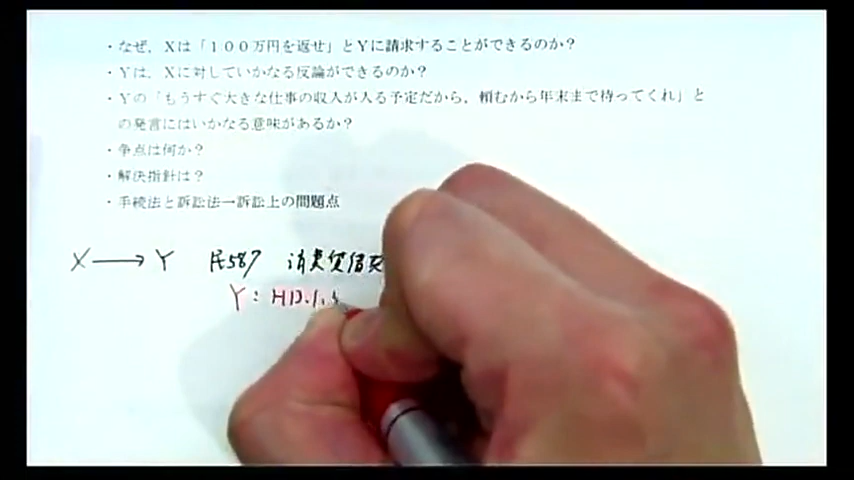 ・なぜ、Xは「100万円を返せ」とYに請求することができるのか？
・Yは、Xに対していかなる反論ができるのか？
・Yの「もうすぐ大きな仕事の収入が入る予定だから、頼むから年末まで待ってくれ」と
の発言にはいかなる意味があるか？
・争点は何か？
・解決指針は？
・手続法と訴訟法－訴訟上の問題点
X→Y 民587 消費貸借
Y：H13.1.